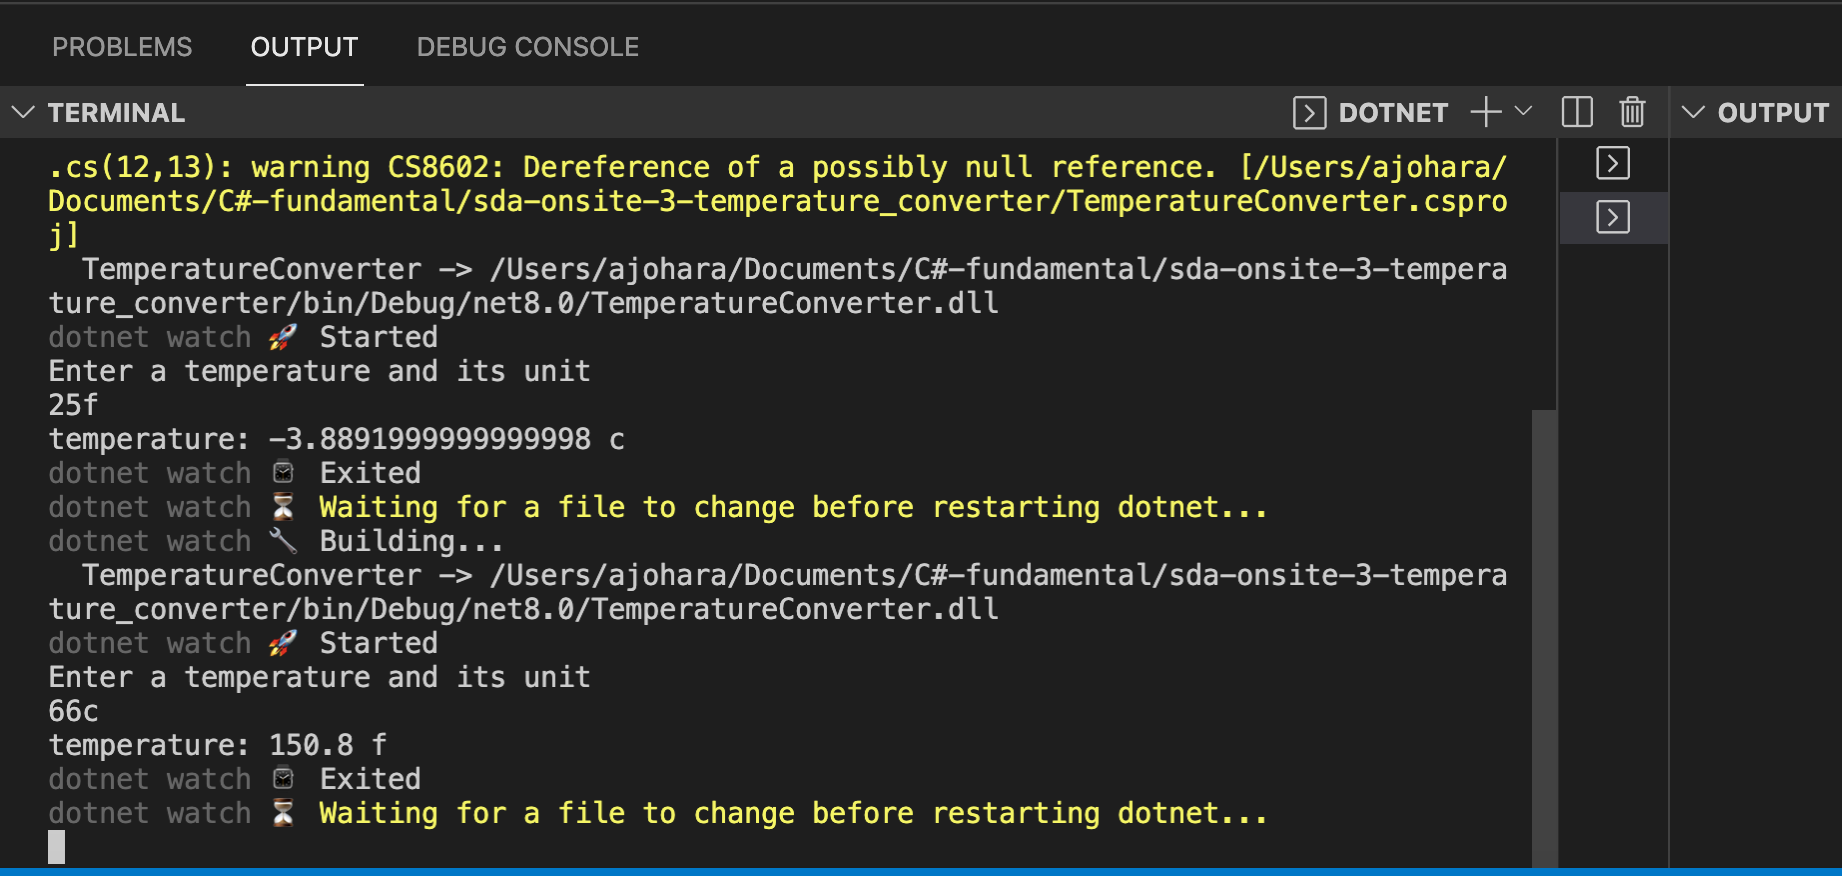 PROBLEMS OUTPUT DEBUG CONSOLE
TERMINAL DOTNET OUTPUT
.cs(12,13): warning CS8602: Dereference of a possibly null reference. [/Users/ajohara/
Documents/C#-fundamental/sda-onsite-3-temperature_converter/TemperatureConverter.cspro
j]
TemperatureConverter -> /Users/ajohara/Documents/C#-fundamental/sda-onsite-3-tempera
ture_converter/bin/Debug/net8.0/TemperatureConverter.dll
dotnet watch 🚀 Started
Enter a temperature and its unit
25f
temperature: -3.8891999999999998 c
dotnet watch ⌚ Exited
dotnet watch ⏳ Waiting for a file to change before restarting dotnet...
dotnet watch 🔧 Building...
TemperatureConverter -> /Users/ajohara/Documents/C#-fundamental/sda-onsite-3-tempera
ture_converter/bin/Debug/net8.0/TemperatureConverter.dll
dotnet watch 🚀 Started
Enter a temperature and its unit
66c
temperature: 150.8 f
dotnet watch ⌚ Exited
dotnet watch ⏳ Waiting for a file to change before restarting dotnet...